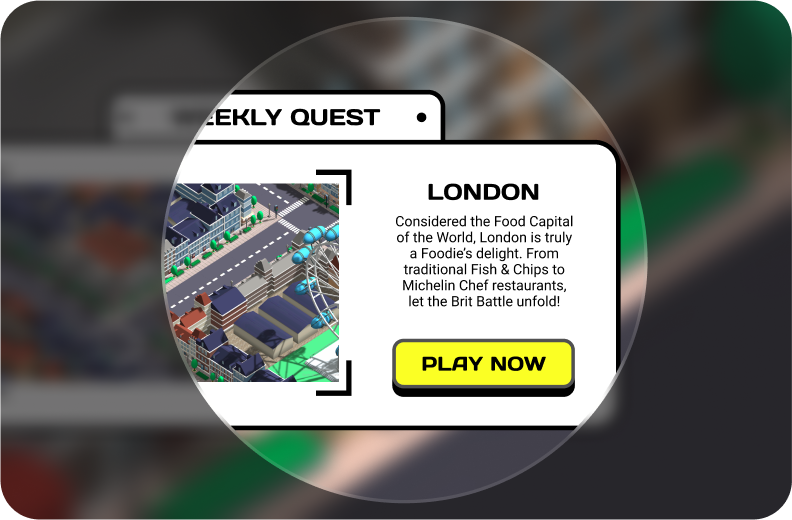 EEKLY QUEST
LONDON
Considered the Food Capital
of the World, London is truly
a Foodie's delight. From
traditional Fish & Chips to
Michelin Chef restaurants,
let the Brit Battle unfold!
PLAY NOW